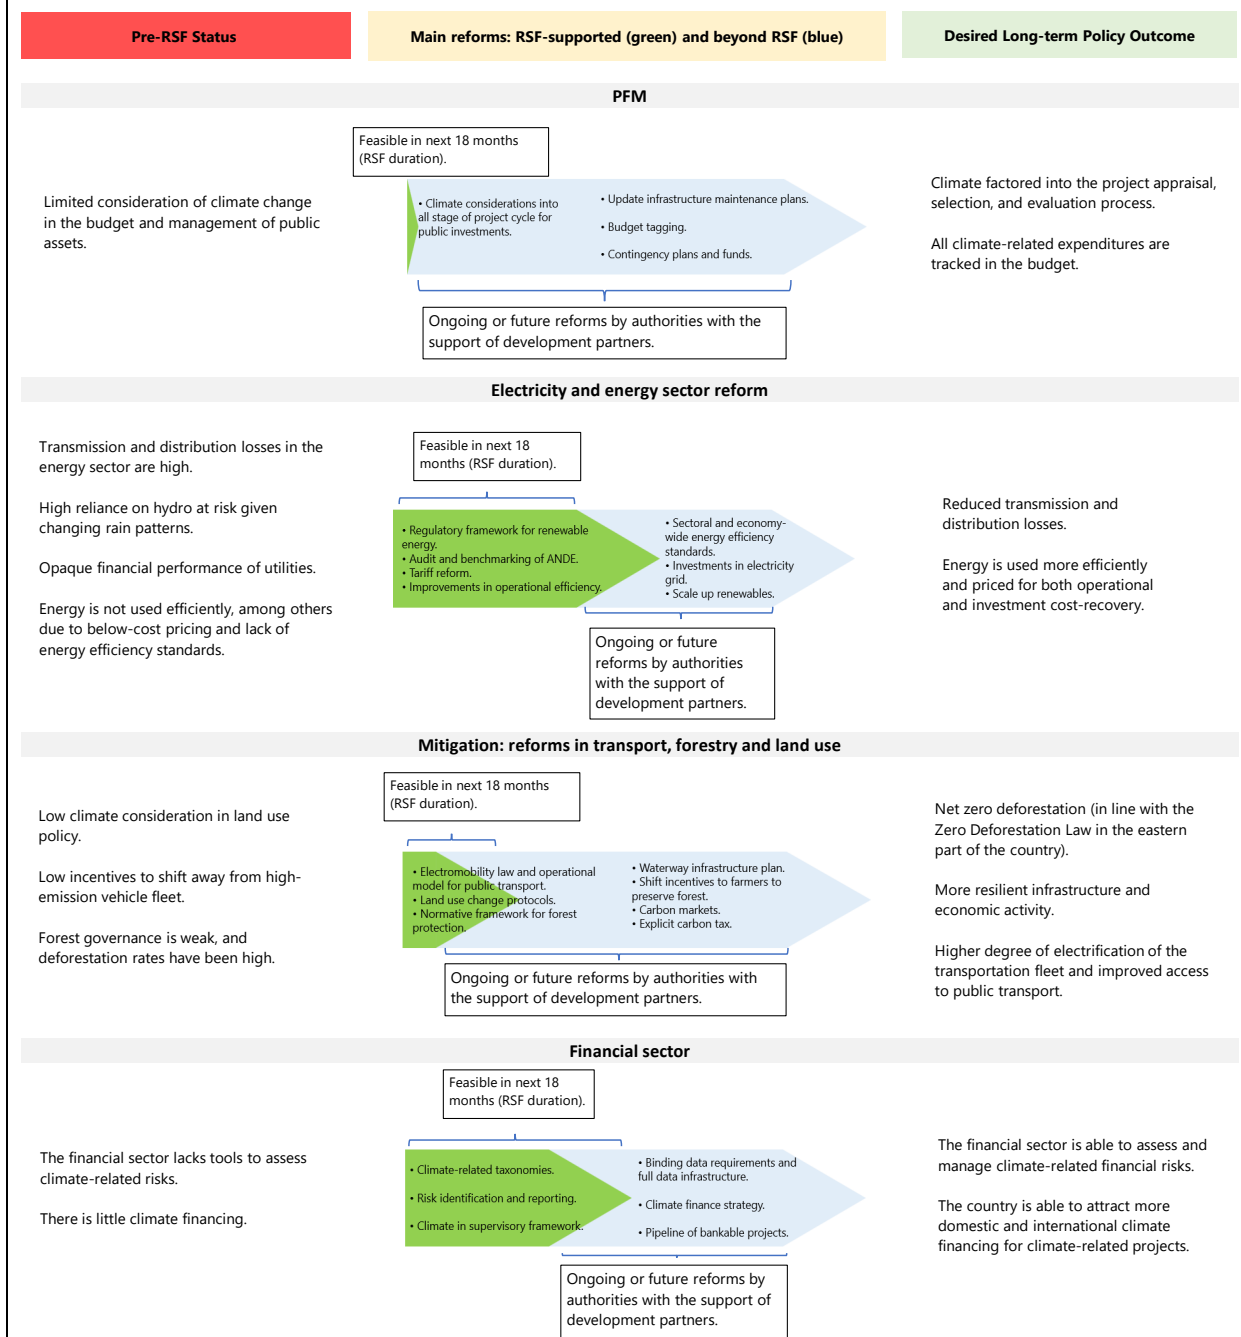 Pre-RSF Status
Main reforms: RSF-supported (green) and beyond RSF (blue)
Desired Long-term Policy Outcome
PFM
Limited consideration of climate change
in the budget and management of public
assets.
Feasible in next 18 months
(RSF duration).
• Climate considerations into
all stage of project cycle for
public investments.
• Update infrastructure maintenance plans.
• Budget tagging.
• Contingency plans and funds.
Ongoing or future reforms by authorities with the
support of development partners.
Climate factored into the project appraisal,
selection, and evaluation process.
All climate-related expenditures are
tracked in the budget.
Electricity and energy sector reform
Transmission and distribution losses in the
energy sector are high.
High reliance on hydro at risk given
changing rain patterns.
Opaque financial performance of utilities.
Energy is not used efficiently, among others
due to below-cost pricing and lack of
energy efficiency standards.
Feasible in next 18
months (RSF duration).
• Regulatory framework for renewable
energy.
• Audit and benchmarking of ANDE.
• Tariff reform.
• Improvements in operational efficiency.
• Sectoral and economy-
wide energy efficiency
standards.
• Investments in electricity
grid.
• Scale up renewables.
Ongoing or future
reforms by authorities
with the support of
development partners.
Reduced transmission and
distribution losses.
Energy is used more efficiently
and priced for both operational
and investment cost-recovery.
Mitigation: reforms in transport, forestry and land use
Low climate consideration in land use
policy.
Low incentives to shift away from high-
emission vehicle fleet.
Forest governance is weak, and
deforestation rates have been high.
Feasible in next 18 months
(RSF duration).
• Electromobility law and operational
model for public transport.
• Land use change protocols.
• Normative framework for forest
protection.
• Waterway infrastructure plan.
• Shift incentives to farmers to
preserve forest.
• Carbon markets.
• Explicit carbon tax.
Ongoing or future reforms by authorities with
the support of development partners.
Net zero deforestation (in line with the
Zero Deforestation Law in the eastern
part of the country).
More resilient infrastructure and
economic activity.
Higher degree of electrification of the
transportation fleet and improved access
to public transport.
Financial sector
The financial sector lacks tools to assess
climate-related risks.
There is little climate financing.
Feasible in next 18
months (RSF duration).
• Climate-related taxonomies.
• Risk identification and reporting.
• Climate in supervisory framework.
• Binding data requirements and
full data infrastructure.
• Climate finance strategy.
• Pipeline of bankable projects.
Ongoing or future reforms by
authorities with the support of
development partners.
The financial sector is able to assess and
manage climate-related financial risks.
The country is able to attract more
domestic and international climate
financing for climate-related projects.